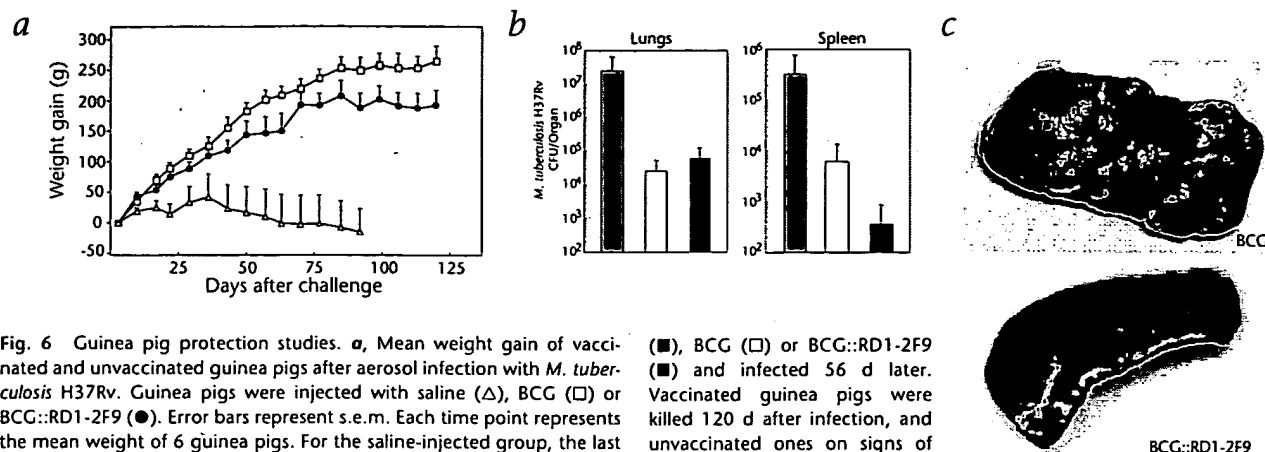 a
300
250
200
150
100
50
0
-50
Weight gain (g)
25 50 75 100 125
Days after challenge
b
Lungs
10⁸
10⁷
10⁶
10⁵
10⁴
10³
10²
M. tuberculosis H37Rv
CFU/Organ
Spleen
10⁶
10⁵
10⁴
10³
10²
c
BCG
BCG::RD1-2F9
Fig. 6 Guinea pig protection studies. a, Mean weight gain of vacci-
nated and unvaccinated guinea pigs after aerosol infection with M. tuber-
culosis H37Rv. Guinea pigs were injected with saline (△), BCG (□) or
BCG::RD1-2F9 (●). Error bars represent s.e.m. Each time point represents
the mean weight of 6 guinea pigs. For the saline-injected group, the last
(■), BCG (□) or BCG::RD1-2F9
(■) and infected 56 d later.
Vaccinated guinea pigs were
killed 120 d after infection, and
unvaccinated ones on signs of